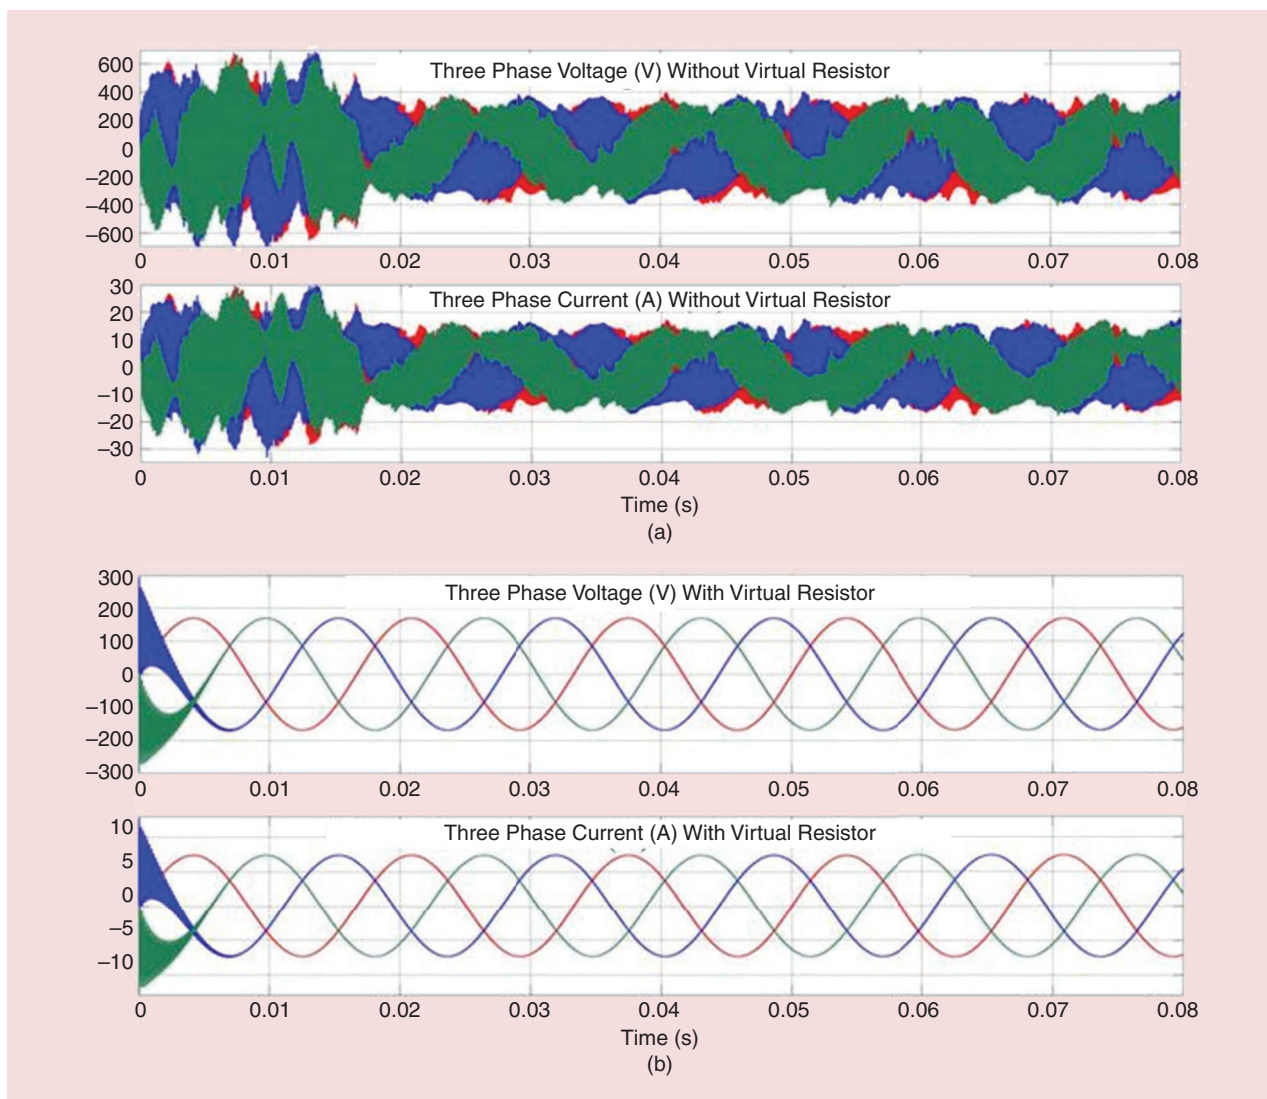 Three Phase Voltage (V) Without Virtual Resistor
600
400
200
0
–200
–400
–600
0 0.01 0.02 0.03 0.04 0.05 0.06 0.07 0.08
Three Phase Current (A) Without Virtual Resistor
30
20
10
0
–10
–20
–30
0 0.01 0.02 0.03 0.04 0.05 0.06 0.07 0.08
Time (s)
(a)
Three Phase Voltage (V) With Virtual Resistor
300
200
100
0
–100
–200
–300
0 0.01 0.02 0.03 0.04 0.05 0.06 0.07 0.08
Three Phase Current (A) With Virtual Resistor
10
5
0
–5
–10
0 0.01 0.02 0.03 0.04 0.05 0.06 0.07 0.08
Time (s)
(b)